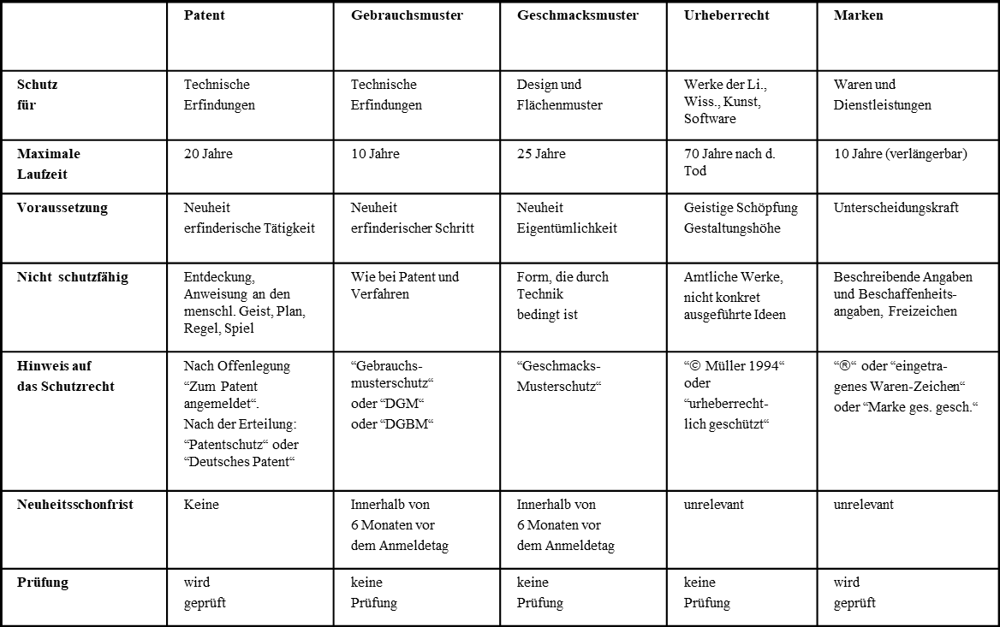 Patent
Gebrauchsmuster
Geschmacksmuster
Urheberrecht
Marken
Schutz
für
Technische
Erfindungen
Technische
Erfindungen
Design und
Flächenmuster
Werke der Li.,
Wiss., Kunst,
Software
Waren und
Dienstleistungen
Maximale
Laufzeit
20 Jahre
10 Jahre
25 Jahre
70 Jahre nach d.
Tod
10 Jahre (verlängerbar)
Voraussetzung
Neuheit
erfinderische Tätigkeit
Neuheit
erfinderischer Schritt
Neuheit
Eigentümlichkeit
Geistige Schöpfung
Gestaltungshöhe
Unterscheidungskraft
Nicht schutzfähig
Entdeckung,
Anweisung an den
menschl. Geist, Plan,
Regel, Spiel
Wie bei Patent und
Verfahren
Form, die durch
Technik
bedingt ist
Amtliche Werke,
nicht konkret
ausgeführte Ideen
Beschreibende Angaben
und Beschaffenheits-
angaben, Freizeichen
Hinweis auf
das Schutzrecht
Nach Offenlegung
“Zum Patent
angemeldet“.
Nach der Erteilung:
“Patentschutz“ oder
“Deutsches Patent“
“Gebrauchs-
musterschutz“
oder “DGM“
oder “DGBM“
“Geschmacks-
Musterschutz“
“© Müller 1994“
oder
“urheberrecht-
lich geschützt“
“®“ oder “eingetra-
genes Waren-Zeichen“
oder “Marke ges. gesch.“
Neuheitsschonfrist
Keine
Innerhalb von
6 Monaten vor
dem Anmeldetag
Innerhalb von
6 Monaten vor
dem Anmeldetag
unrelevant
unrelevant
Prüfung
wird
geprüft
keine
Prüfung
keine
Prüfung
keine
Prüfung
wird
geprüft